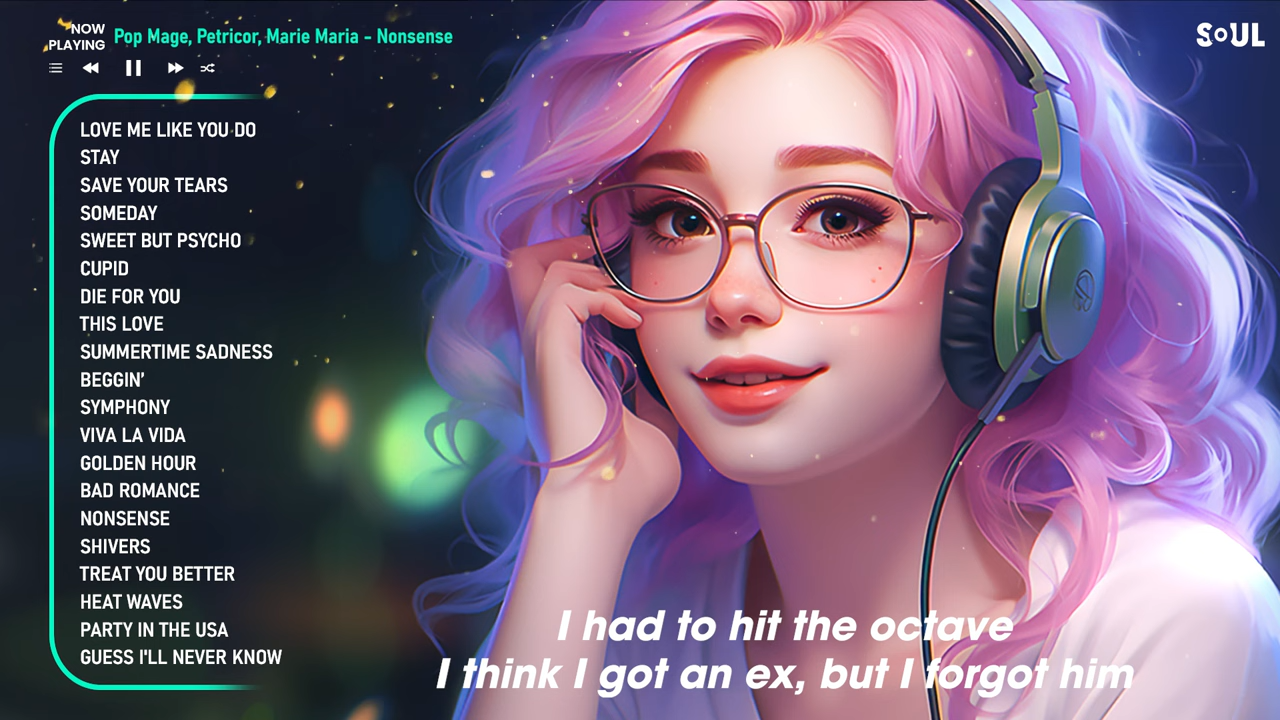 NOW PLAYING
Pop Mage, Petricor, Marie Maria - Nonsense
SOUL
LOVE ME LIKE YOU DO
STAY
SAVE YOUR TEARS
SOMEDAY
SWEET BUT PSYCHO
CUPID
DIE FOR YOU
THIS LOVE
SUMMERTIME SADNESS
BEGGIN'
SYMPHONY
VIVA LA VIDA
GOLDEN HOUR
BAD ROMANCE
NONSENSE
SHIVERS
TREAT YOU BETTER
HEAT WAVES
PARTY IN THE USA
GUESS I'LL NEVER KNOW
I had to hit the octave
I think I got an ex, but I forgot him